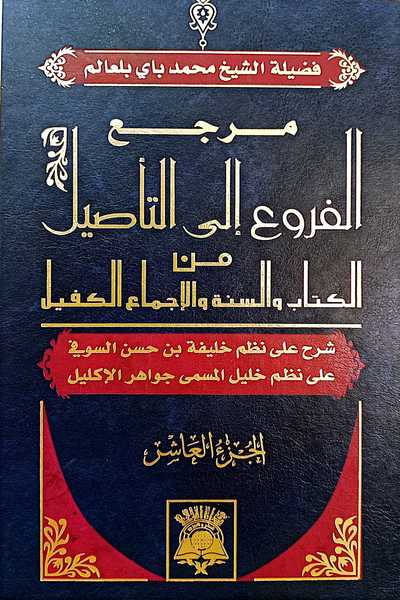 فضيلة الشيخ محمد باي بلعالم
مرجع
الفروع إلى التأصيل
من
الكتاب والسنة والإجماع الكفيل
شرح على نظم خليفة بن حسن السوفي
على نظم خليل المسمى جواهر الإكليل
الجزء العاشر